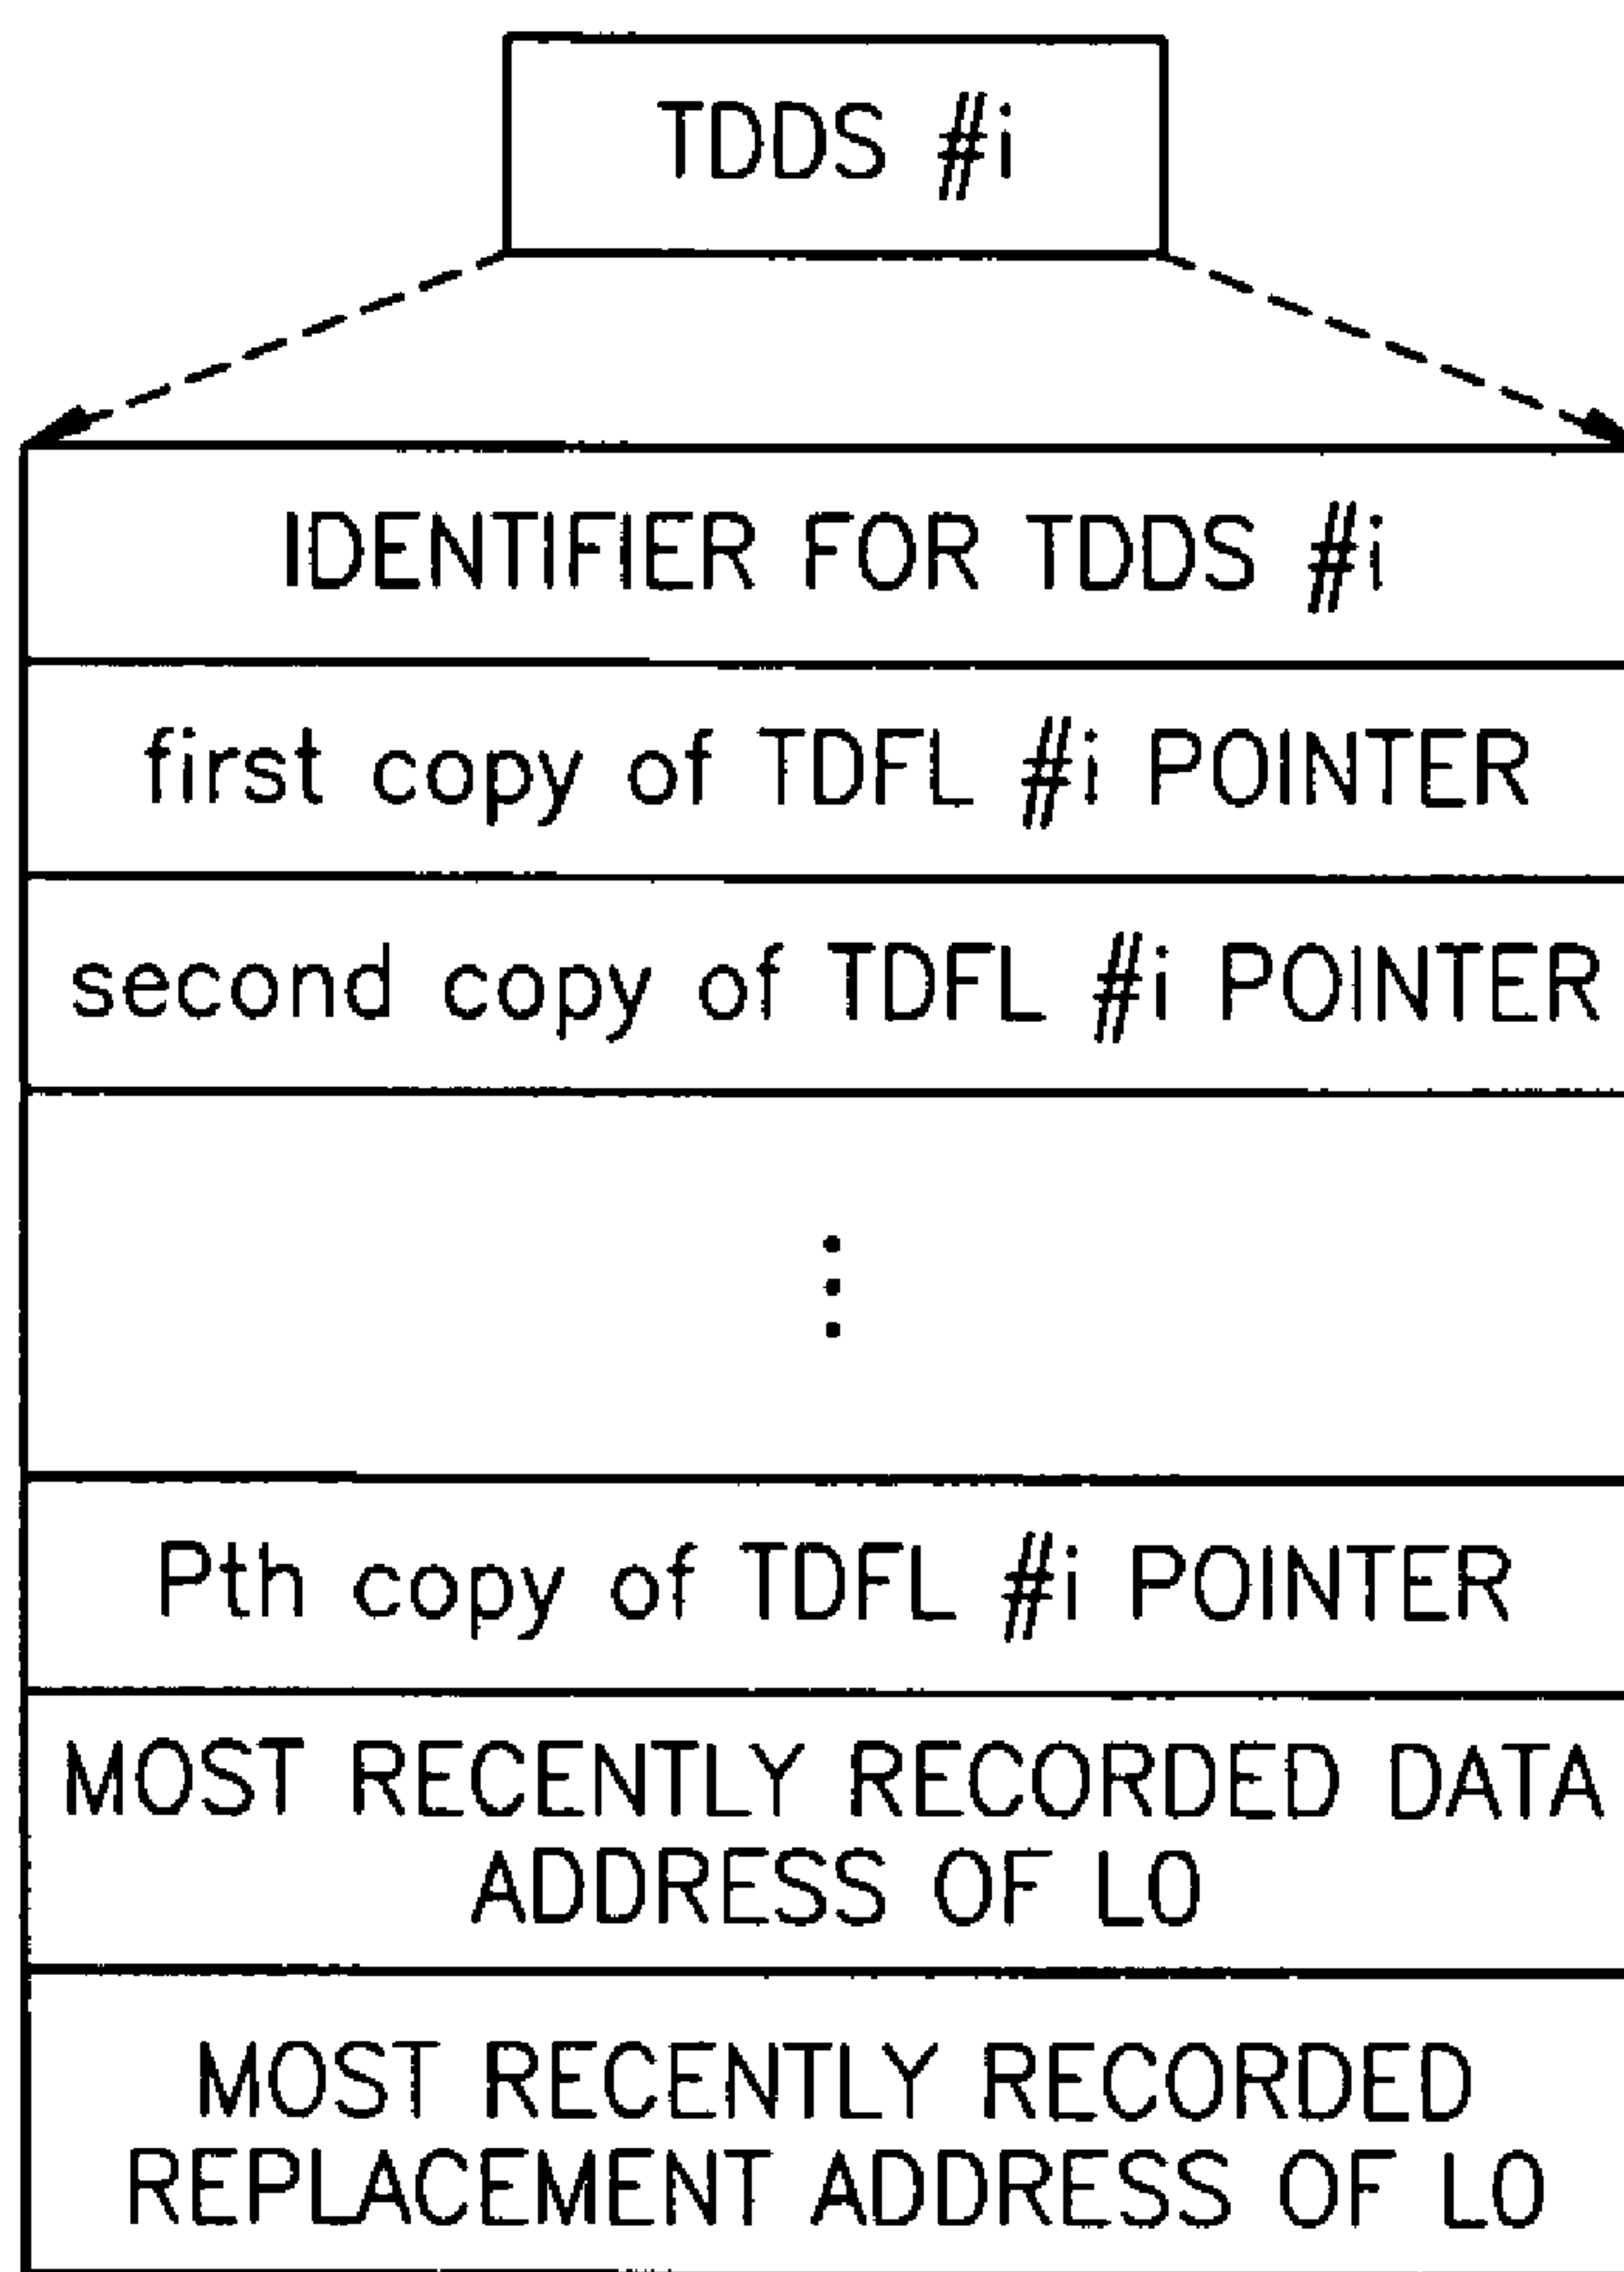 TDDS #i
IDENTIFIER FOR TDDS #i
first copy of TDFL #i POINTER
second copy of TDFL #i POINTER
⋮
Pth copy of TDFL #i POINTER
MOST RECENTLY RECORDED DATA
ADDRESS OF L0
MOST RECENTLY RECORDED
REPLACEMENT ADDRESS OF L0